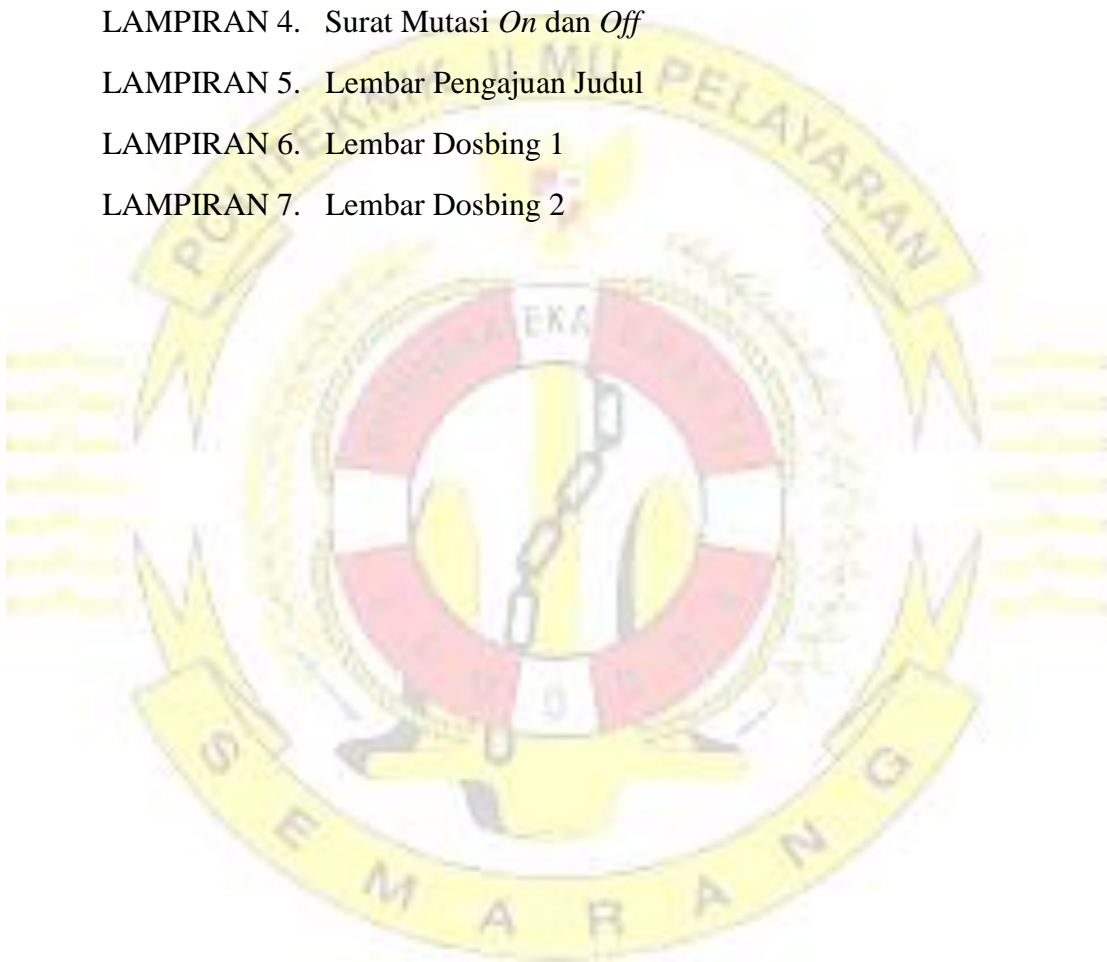 LAMPIRAN 4. Surat Mutasi On dan Off
LAMPIRAN 5. Lembar Pengajuan Judul
LAMPIRAN 6. Lembar Dosbing 1
LAMPIRAN 7. Lembar Dosbing 2
POLITEKNIK ILMU PELAYARAN
EKA
SEMARANG